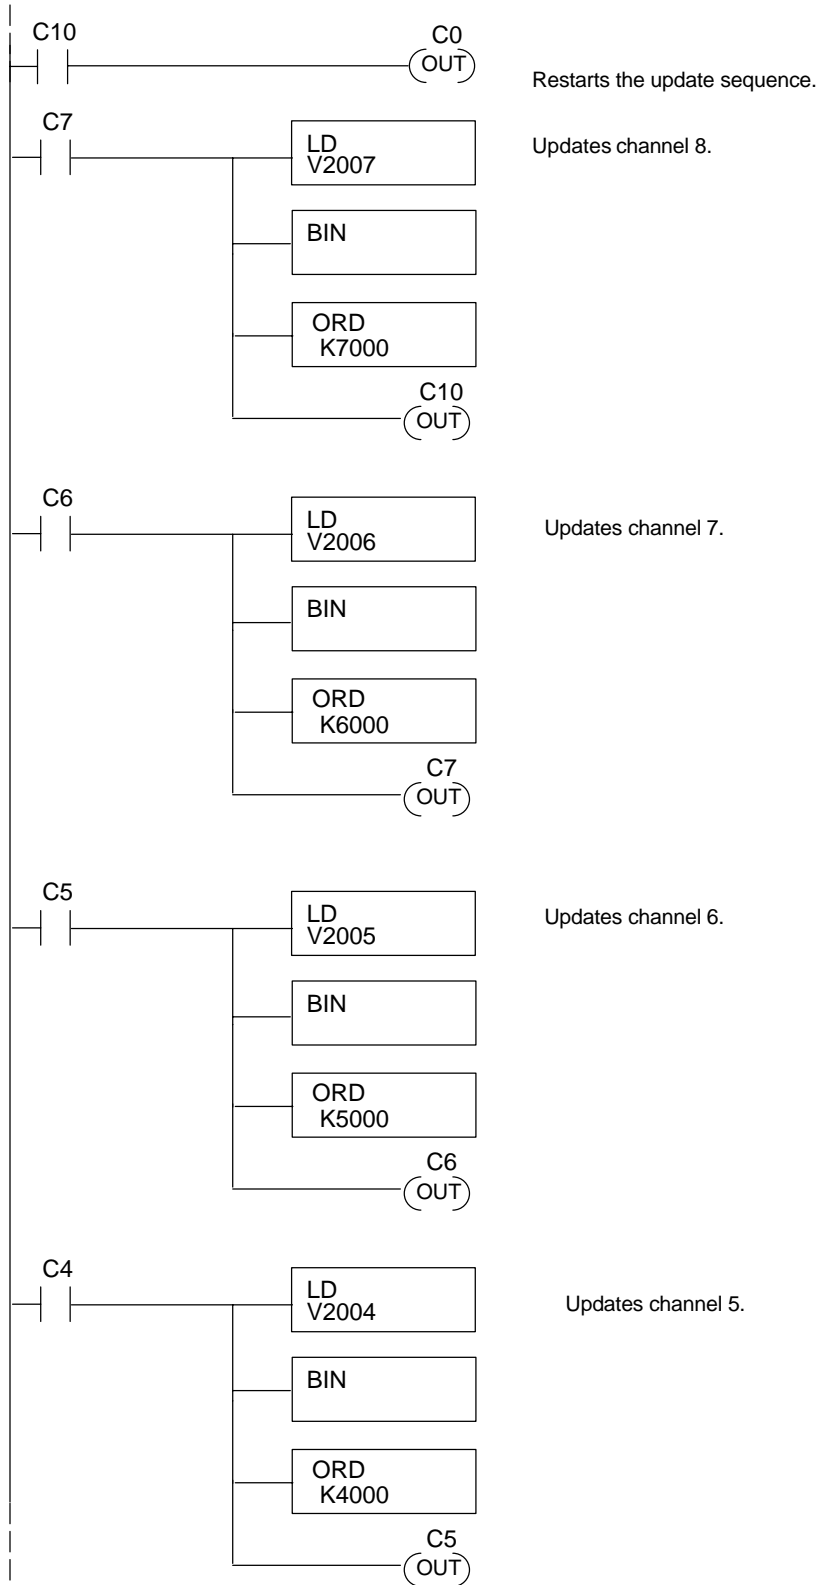 C10
C0
OUT
Restarts the update sequence.
C7
LD
V2007
Updates channel 8.
BIN
ORD
K7000
C10
OUT
C6
LD
V2006
Updates channel 7.
BIN
ORD
K6000
C7
OUT
C5
LD
V2005
Updates channel 6.
BIN
ORD
K5000
C6
OUT
C4
LD
V2004
Updates channel 5.
BIN
ORD
K4000
C5
OUT